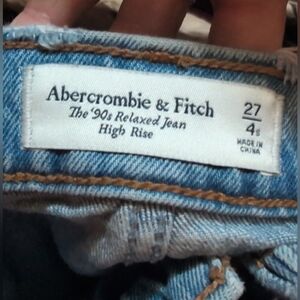 Abercrombie & Fitch
The '90s Relaxed Jean
High Rise
27
4s
MADE IN
CHINA